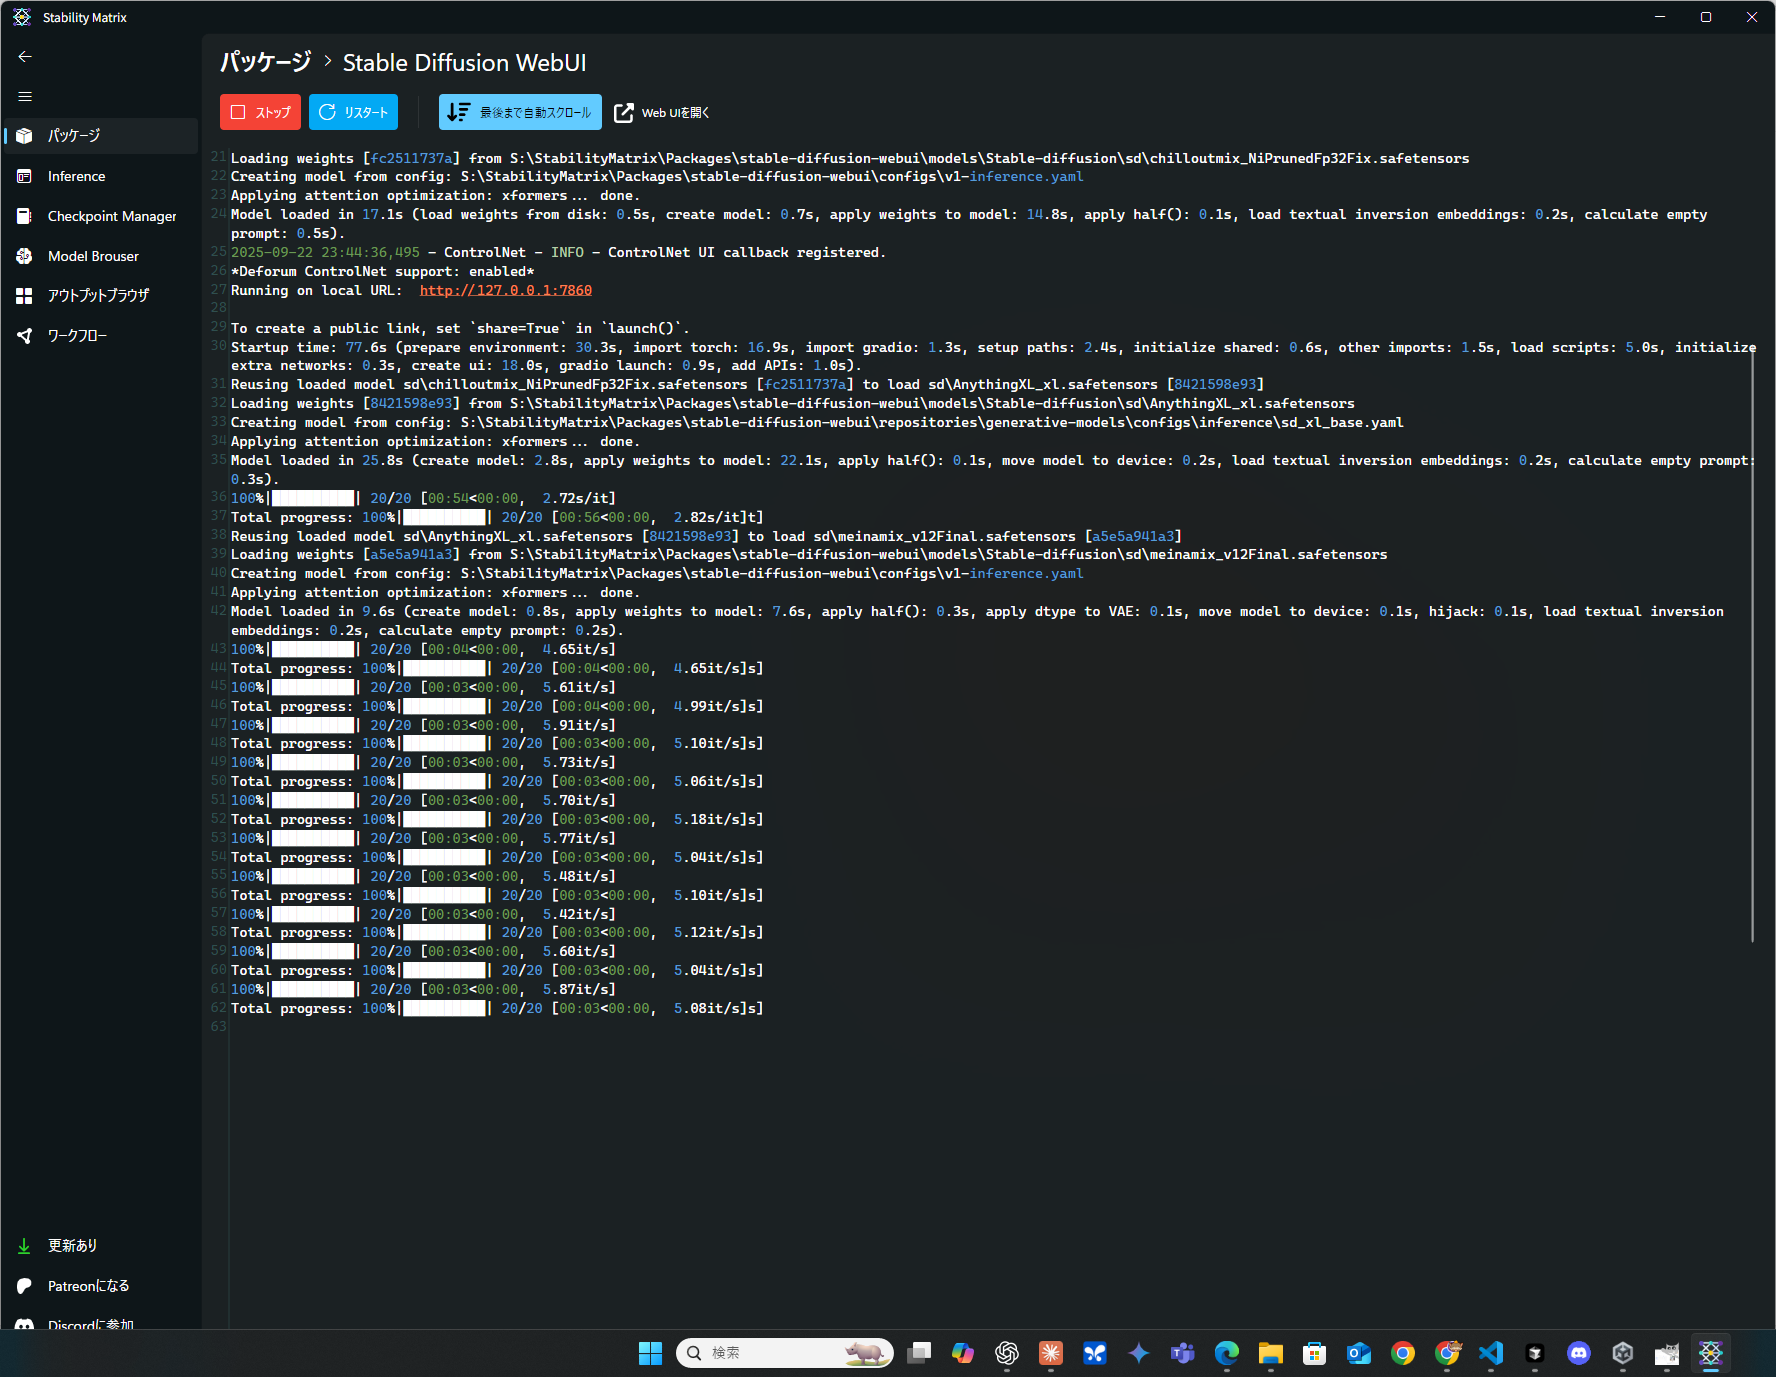 Stability Matrix
パッケージ
Inference
Checkpoint Manager
Model Brouser
アウトプットブラウザ
ワークフロー
更新あり
Patreonになる
Discordに参加
パッケージ > Stable Diffusion WebUI
ストップ リスタート 最後まで自動スクロール Web UIを開く
21 Loading weights [fc2511737a] from S:\StabilityMatrix\Packages\stable-diffusion-webui\models\Stable-diffusion\sd\chilloutmix_NiPrunedFp32Fix.safetensors
22 Creating model from config: S:\StabilityMatrix\Packages\stable-diffusion-webui\configs\v1-inference.yaml
23 Applying attention optimization: xformers... done.
24 Model loaded in 17.1s (load weights from disk: 0.5s, create model: 0.7s, apply weights to model: 14.8s, apply half(): 0.1s, load textual inversion embeddings: 0.2s, calculate empty
prompt: 0.5s).
25 2025-09-22 23:44:36,495 - ControlNet - INFO - ControlNet UI callback registered.
26 *Deforum ControlNet support: enabled*
27 Running on local URL:  http://127.0.0.1:7860
28
29 To create a public link, set `share=True` in `launch()`.
30 Startup time: 77.6s (prepare environment: 30.3s, import torch: 16.9s, import gradio: 1.3s, setup paths: 2.4s, initialize shared: 0.6s, other imports: 1.5s, load scripts: 5.0s, initialize
extra networks: 0.3s, create ui: 18.0s, gradio launch: 0.9s, add APIs: 1.0s).
31 Reusing loaded model sd\chilloutmix_NiPrunedFp32Fix.safetensors [fc2511737a] to load sd\AnythingXL_xl.safetensors [8421598e93]
32 Loading weights [8421598e93] from S:\StabilityMatrix\Packages\stable-diffusion-webui\models\Stable-diffusion\sd\AnythingXL_xl.safetensors
33 Creating model from config: S:\StabilityMatrix\Packages\stable-diffusion-webui\repositories\generative-models\configs\inference\sd_xl_base.yaml
34 Applying attention optimization: xformers... done.
35 Model loaded in 25.8s (create model: 2.8s, apply weights to model: 22.1s, apply half(): 0.1s, move model to device: 0.2s, load textual inversion embeddings: 0.2s, calculate empty prompt:
0.3s).
36 100%|██████████| 20/20 [00:54<00:00,  2.72s/it]
37 Total progress: 100%|██████████| 20/20 [00:56<00:00,  2.82s/it]t]
38 Reusing loaded model sd\AnythingXL_xl.safetensors [8421598e93] to load sd\meinamix_v12Final.safetensors [a5e5a941a3]
39 Loading weights [a5e5a941a3] from S:\StabilityMatrix\Packages\stable-diffusion-webui\models\Stable-diffusion\sd\meinamix_v12Final.safetensors
40 Creating model from config: S:\StabilityMatrix\Packages\stable-diffusion-webui\configs\v1-inference.yaml
41 Applying attention optimization: xformers... done.
42 Model loaded in 9.6s (create model: 0.8s, apply weights to model: 7.6s, apply half(): 0.3s, apply dtype to VAE: 0.1s, move model to device: 0.1s, hijack: 0.1s, load textual inversion
embeddings: 0.2s, calculate empty prompt: 0.2s).
43 100%|██████████| 20/20 [00:04<00:00,  4.65it/s]
44 Total progress: 100%|██████████| 20/20 [00:04<00:00,  4.65it/s]s]
45 100%|██████████| 20/20 [00:03<00:00,  5.61it/s]
46 Total progress: 100%|██████████| 20/20 [00:04<00:00,  4.99it/s]s]
47 100%|██████████| 20/20 [00:03<00:00,  5.91it/s]
48 Total progress: 100%|██████████| 20/20 [00:03<00:00,  5.10it/s]s]
49 100%|██████████| 20/20 [00:03<00:00,  5.73it/s]
50 Total progress: 100%|██████████| 20/20 [00:03<00:00,  5.06it/s]s]
51 100%|██████████| 20/20 [00:03<00:00,  5.70it/s]
52 Total progress: 100%|██████████| 20/20 [00:03<00:00,  5.18it/s]s]
53 100%|██████████| 20/20 [00:03<00:00,  5.77it/s]
54 Total progress: 100%|██████████| 20/20 [00:03<00:00,  5.04it/s]s]
55 100%|██████████| 20/20 [00:03<00:00,  5.48it/s]
56 Total progress: 100%|██████████| 20/20 [00:03<00:00,  5.10it/s]s]
57 100%|██████████| 20/20 [00:03<00:00,  5.42it/s]
58 Total progress: 100%|██████████| 20/20 [00:03<00:00,  5.12it/s]s]
59 100%|██████████| 20/20 [00:03<00:00,  5.60it/s]
60 Total progress: 100%|██████████| 20/20 [00:03<00:00,  5.04it/s]s]
61 100%|██████████| 20/20 [00:03<00:00,  5.87it/s]
62 Total progress: 100%|██████████| 20/20 [00:03<00:00,  5.08it/s]s]
63
検索